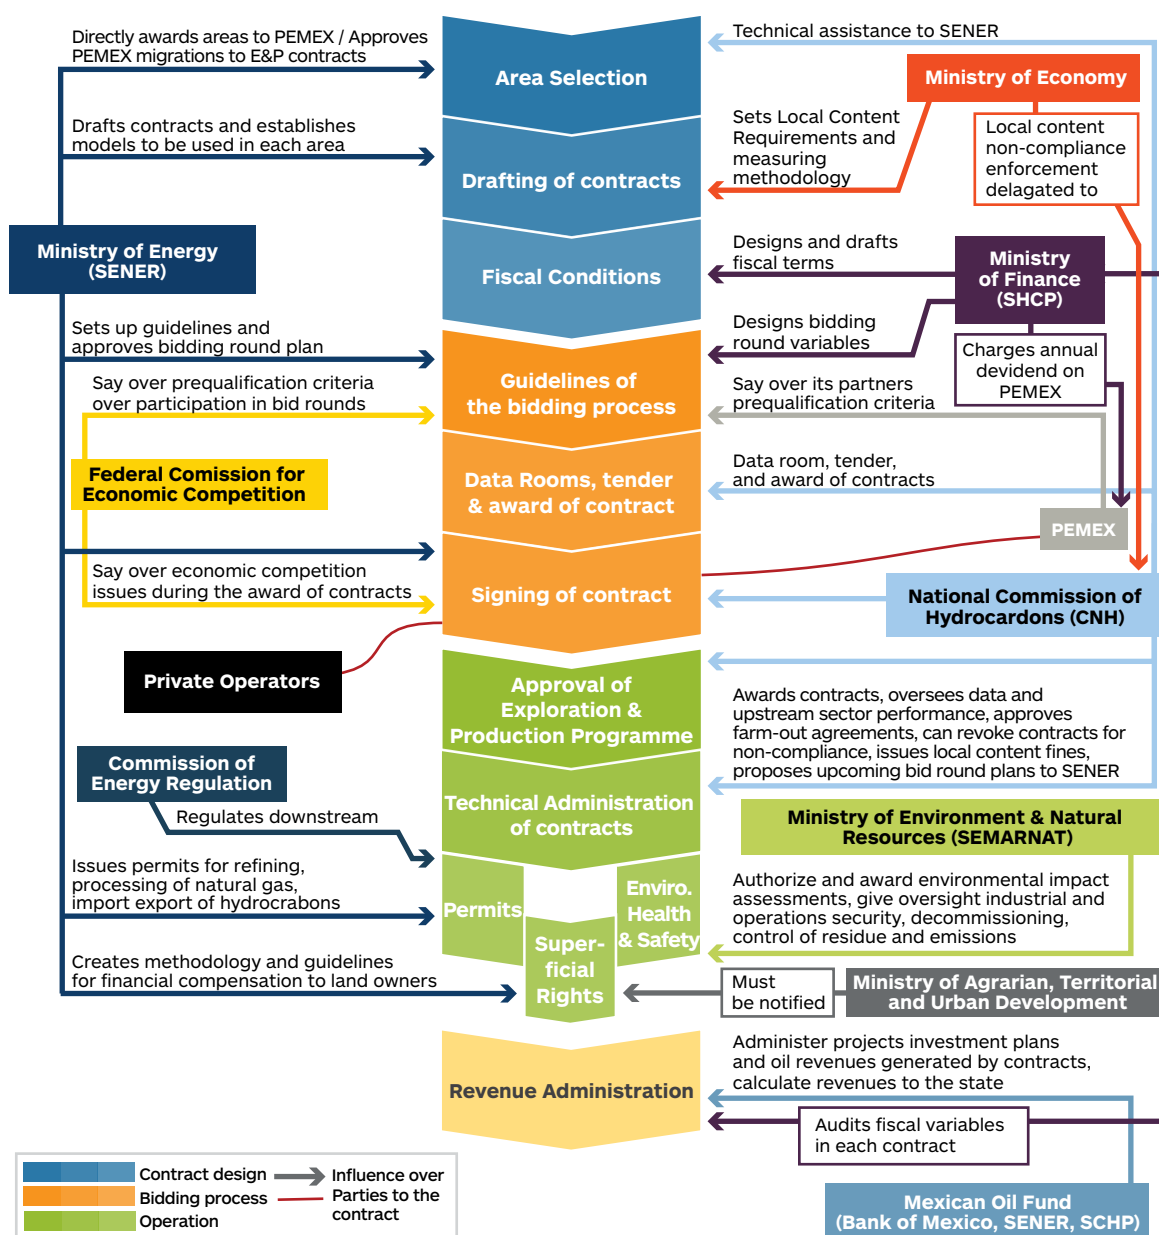 Directly awards areas to PEMEX / Approves
PEMEX migrations to E&P contracts
Area Selection
Technical assistance to SENER
Ministry of Economy
Drafts contracts and establishes
models to be used in each area
Drafting of contracts
Sets Local Content
Requirements and
measuring
methodology
Local content
non-compliance
enforcement
delagated to
Ministry of Energy
(SENER)
Fiscal Conditions
Designs and drafts
fiscal terms
Ministry
of Finance
(SHCP)
Sets up guidelines and
approves bidding round plan
Designs bidding
round variables
Charges annual
devidend on
PEMEX
Say over prequalification criteria
over participation in bid rounds
Guidelines of
the bidding process
Say over its partners
prequalification criteria
Federal Comission for
Economic Competition
Data Rooms, tender
& award of contract
Data room, tender,
and award of contracts
PEMEX
Say over economic competition
issues during the award of contracts
Signing of contract
National Commission of
Hydrocardons (CNH)
Private Operators
Approval of
Exploration &
Production Programme
Awards contracts, oversees data and
upstream sector performance, approves
farm-out agreements, can revoke contracts for
non-compliance, issues local content fines,
proposes upcoming bid round plans to SENER
Commission of
Energy Regulation
Regulates downstream
Technical Administration
of contracts
Ministry of Environment & Natural
Resources (SEMARNAT)
Issues permits for refining,
processing of natural gas,
import export of hydrocrabons
Permits
Enviro.
Health
& Safety
Authorize and award environmental impact
assessments, give oversight industrial and
operations security, decommissioning,
control of residue and emissions
Creates methodology and guidelines
for financial compensation to land owners
Super-
ficial
Rights
Must
be notified
Ministry of Agrarian, Territorial
and Urban Development
Revenue Administration
Administer projects investment plans
and oil revenues generated by contracts,
calculate revenues to the state
Audits fiscal variables
in each contract
Mexican Oil Fund
(Bank of Mexico, SENER, SCHP)
Contract design
Bidding process
Operation
Influence over
Parties to the
contract